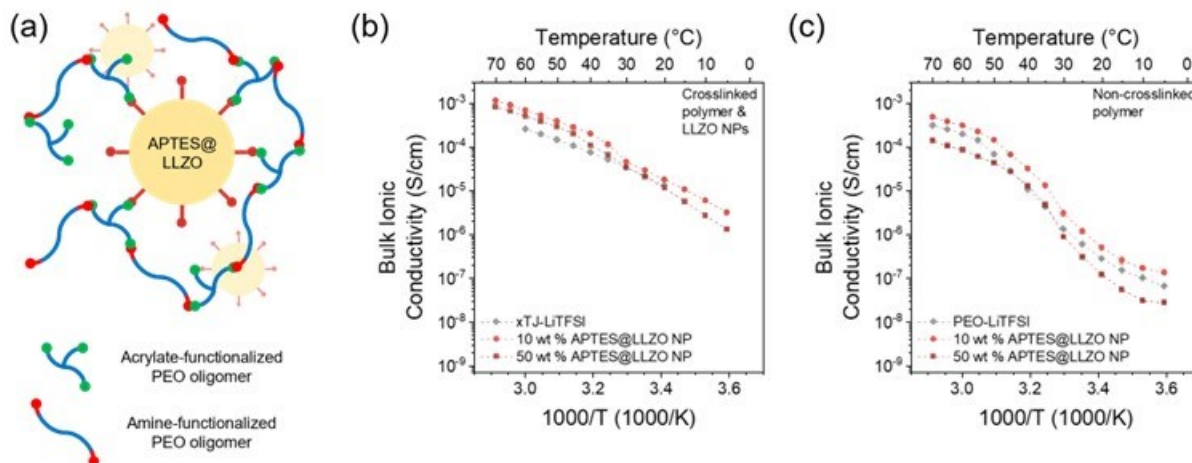 (a)
APTES@
LLZO
Acrylate-functionalized
PEO oligomer
Amine-functionalized
PEO oligomer
(b)
Temperature (°C)
70 60 50 40 30 20 10 0
Crosslinked
polymer &
LLZO NPs
Bulk Ionic
Conductivity (S/cm)
10⁻³
10⁻⁴
10⁻⁵
10⁻⁶
10⁻⁷
10⁻⁸
10⁻⁹
xTJ-LiTFSI
10 wt % APTES@LLZO NP
50 wt % APTES@LLZO NP
3.0 3.2 3.4 3.6
1000/T (1000/K)
(c)
Temperature (°C)
70 60 50 40 30 20 10 0
Non-crosslinked
polymer
Bulk Ionic
Conductivity (S/cm)
10⁻³
10⁻⁴
10⁻⁵
10⁻⁶
10⁻⁷
10⁻⁸
10⁻⁹
PEO-LiTFSI
10 wt % APTES@LLZO NP
50 wt % APTES@LLZO NP
3.0 3.2 3.4 3.6
1000/T (1000/K)